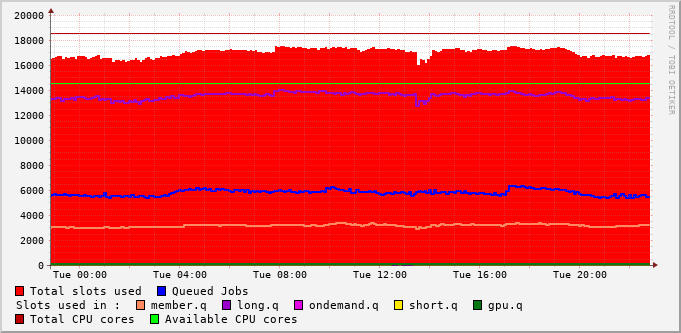 20000
18000
16000
14000
12000
10000
8000
6000
4000
2000
0
Tue 00:00 Tue 04:00 Tue 08:00 Tue 12:00 Tue 16:00 Tue 20:00
RRDTOOL / TOBI OETIKER
Total slots used Queued Jobs
Slots used in : member.q long.q ondemand.q short.q gpu.q
Total CPU cores Available CPU cores